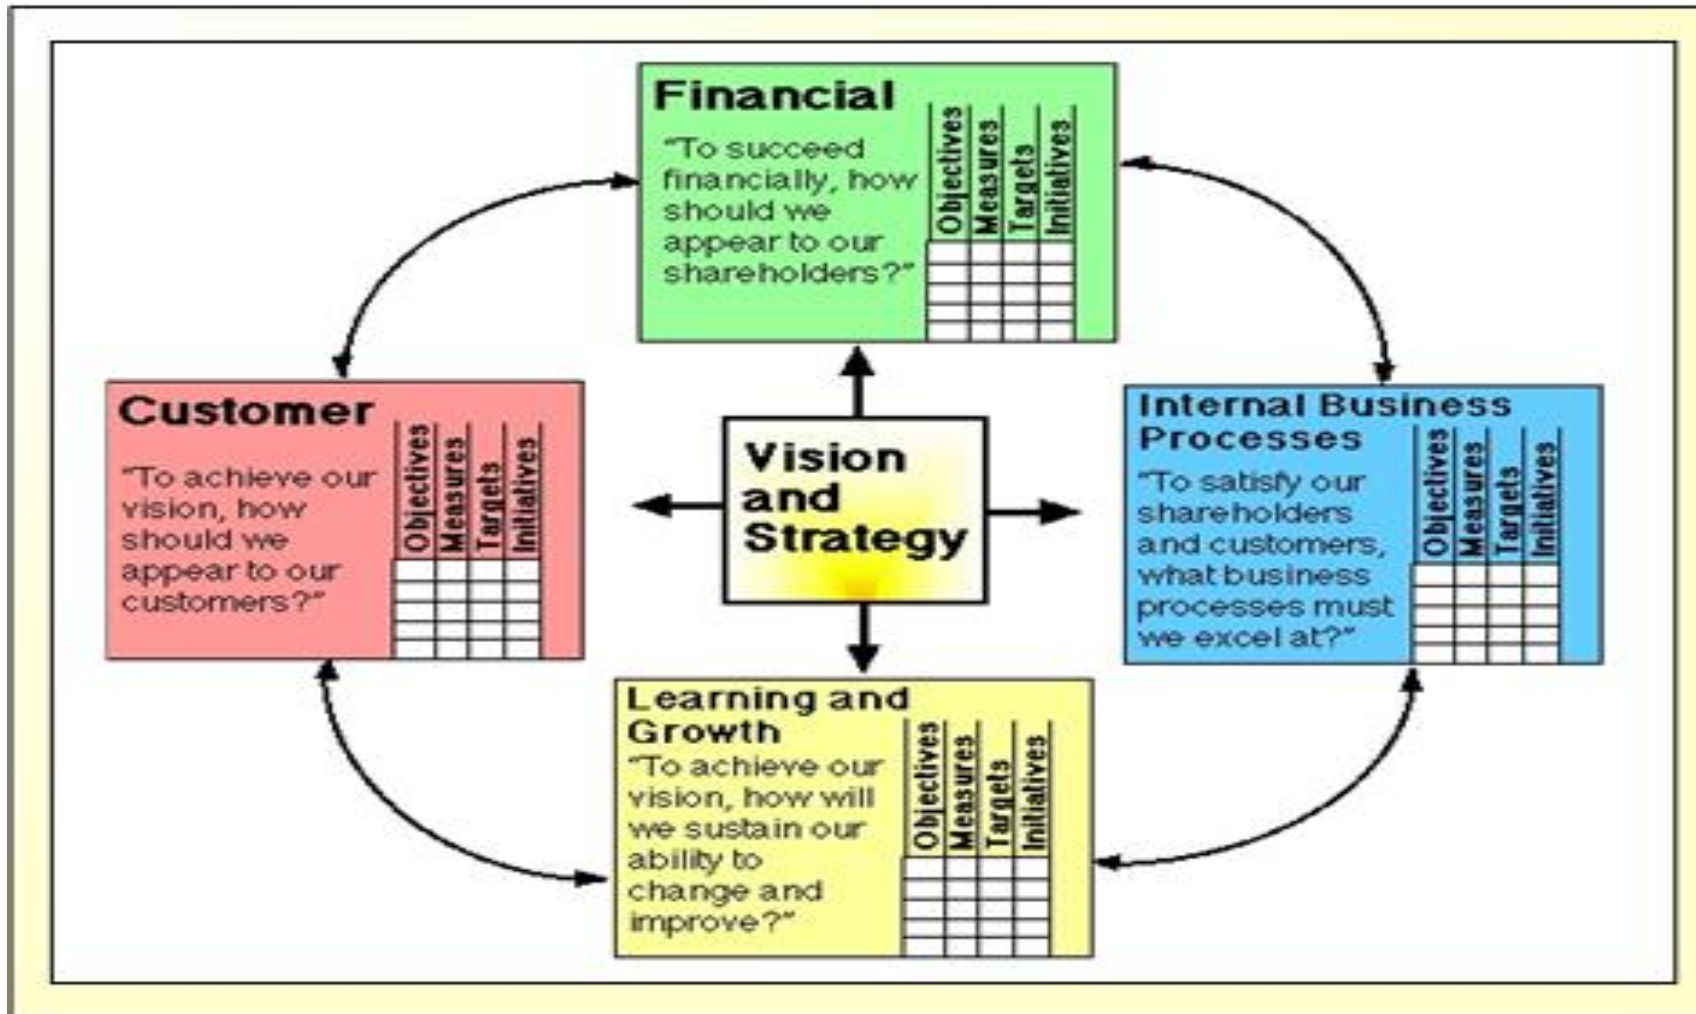 Financial
"To succeed
financially, how
should we
appear to our
shareholders?"
Objectives
Measures
Targets
Initiatives
Customer
"To achieve our
vision, how
should we
appear to our
customers?"
Objectives
Measures
Targets
Initiatives
Vision
and
Strategy
Internal Business
Processes
"To satisfy our
shareholders
and customers,
what business
processes must
we excel at?"
Objectives
Measures
Targets
Initiatives
Learning and
Growth
"To achieve our
vision, how will
we sustain our
ability to
change and
improve?"
Objectives
Measures
Targets
Initiatives